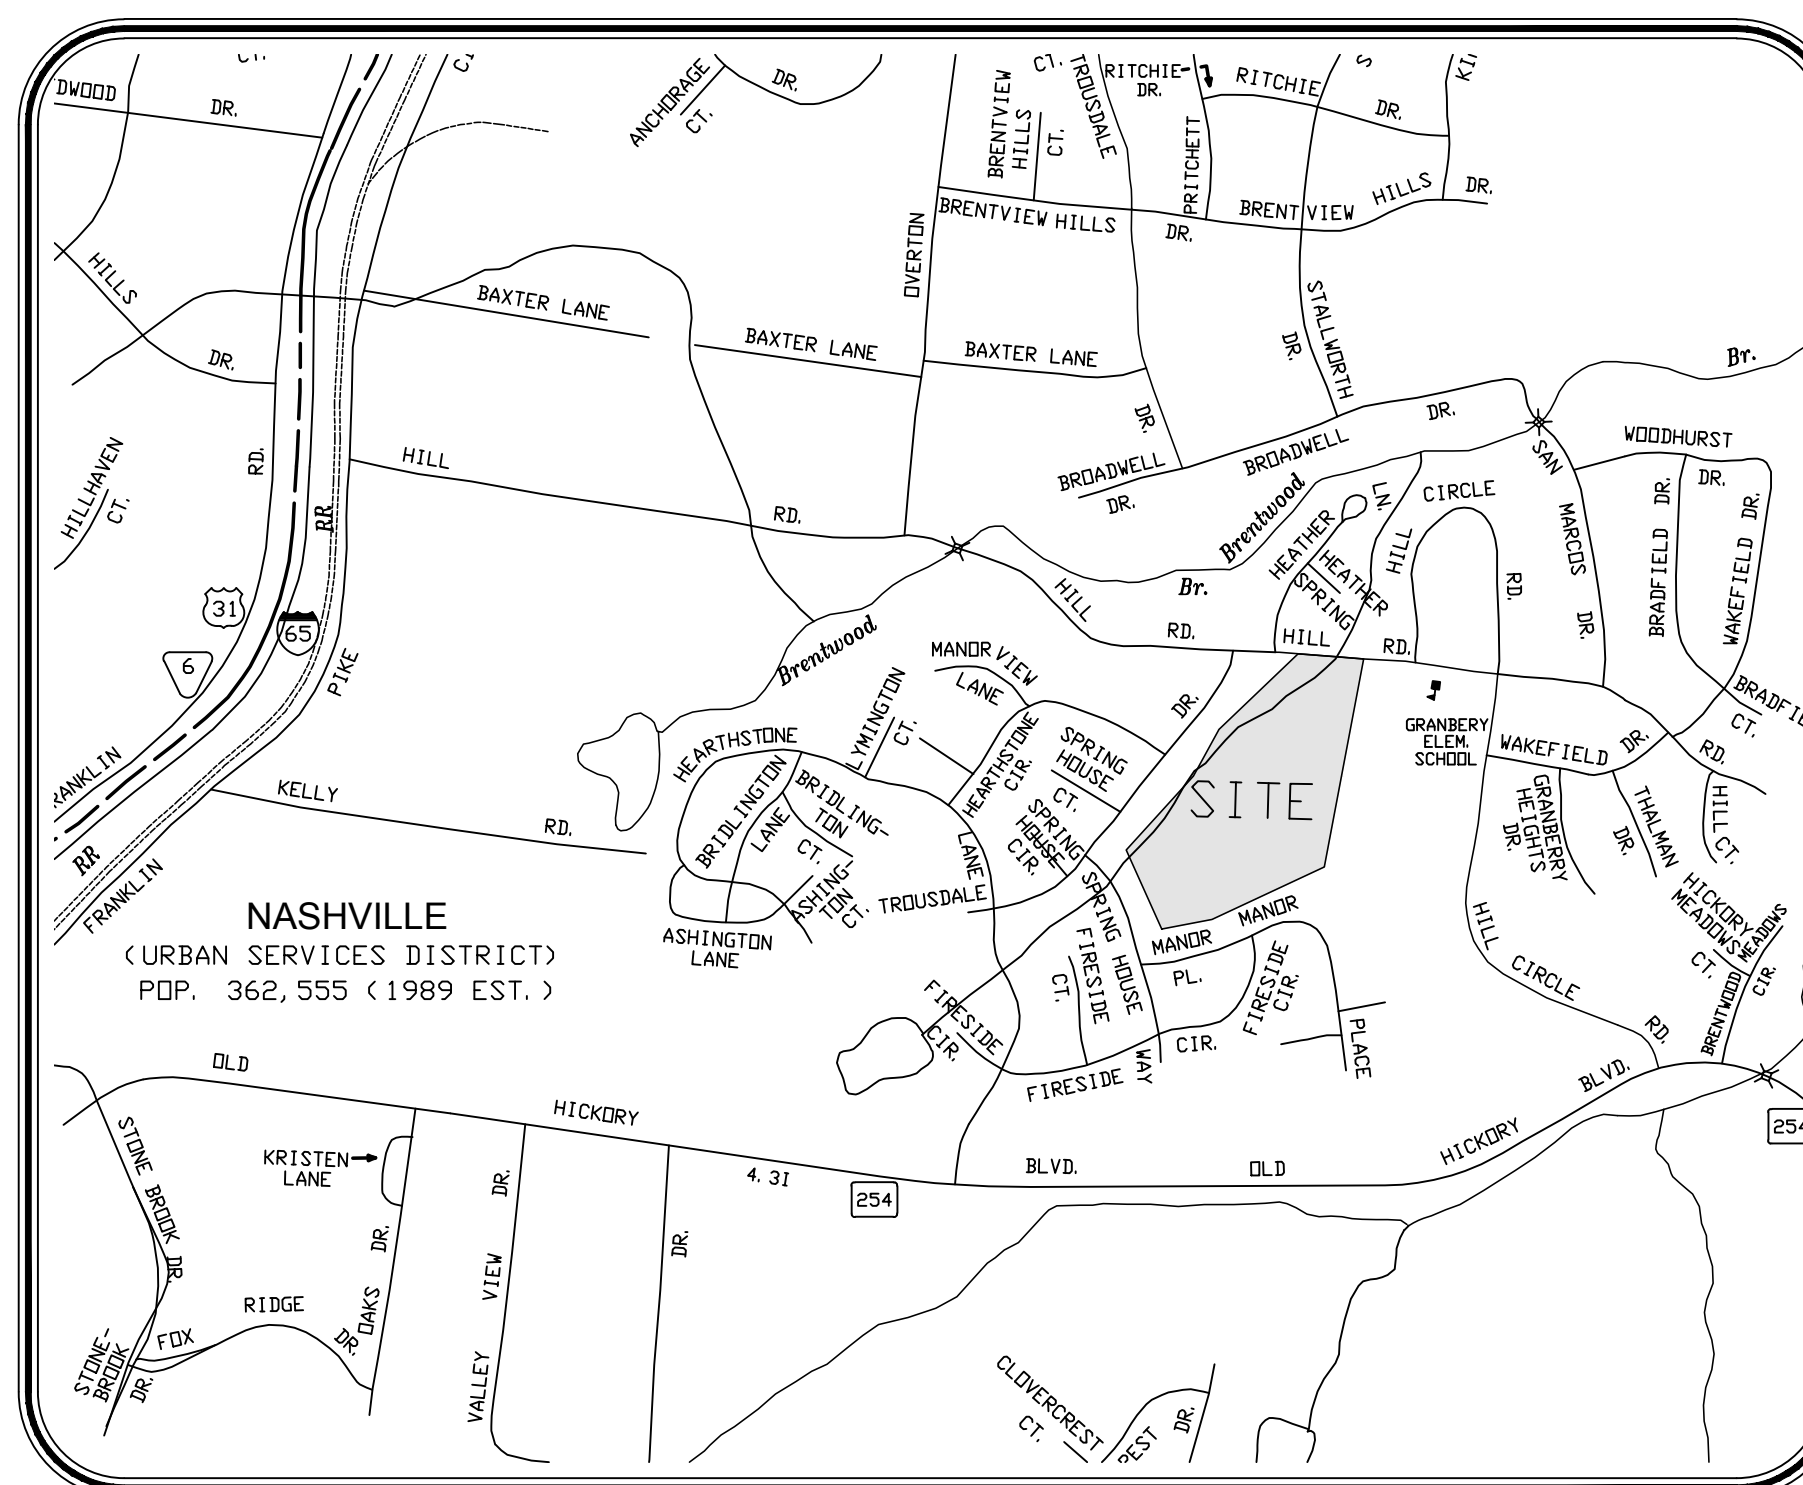 CT.
DWOOD
DR.
ANCHORAGE
CT.
DR.
BRENTVIEW
HILLS
CT.
CT.
TROUSDALE
RITCHIE
DR.
RITCHIE
DR.
PRITCHETT
S
KI
HILLS
DR.
BRENTVIEW HILLS
DR.
BRENTVIEW
HILLS
DR.
OVERTON
BAXTER LANE
BAXTER LANE
BAXTER LANE
STALLWORTH
DR.
DR.
Br.
DR.
BROADWELL
BROADWELL
DR.
SAN
MARCOS
DR.
WOODHURST
DR.
BRADFIELD DR.
WAKEFIELD DR.
HILLHAVEN
CT.
RD.
HILL
RD.
RR
Brentwood
Br.
HEATHER
LN.
HEATHER
SPRING
HILL
CIRCLE
RD.
31
65
6
PIKE
HILL
RD.
HILL
RD.
Brentwood
MANOR VIEW
LANE
LYMINGTON
CT.
DR.
BRADFIE
CT.
GRANBERY
ELEM.
SCHOOL
WAKEFIELD DR.
RD.
HEARTHSTONE
HEARTHSTONE
CIR.
SPRING
HOUSE
CT.
SPRING
HOUSE
CIR.
SITE
RANKLIN
RR
FRANKLIN
KELLY
RD.
BRIDLINGTON
LANE
BRIDLING-
TON
CT.
ASHING-
TON
CT.
LANE
TROUSDALE
GRANBERRY
HEIGHTS
DR.
THALMAN
DR.
HILL CT.
NASHVILLE
(URBAN SERVICES DISTRICT)
POP. 362,555 (1989 EST.)
ASHINGTON
LANE
SPRING HOUSE
WAY
MANOR
MANOR
PL.
FIRESIDE
CT.
FIRESIDE
CIR.
FIRESIDE
CIR.
FIRESIDE
CIR.
PLACE
HILL
CIRCLE
RD.
HICKORY
MEADOWS
CT.
MEADOWS
CIR.
BRENTWOOD
OLD
HICKORY
BLVD.
OLD
HICKORY
BLVD.
4.31
254
254
STONE BROOK DR.
KRISTEN
LANE
DR.
OAKS
VALLEY VIEW DR.
DR.
RIDGE
FOX
DR.
STONE-
BROOK
DR.
CLOVERCREST
CT.
REST
DR.